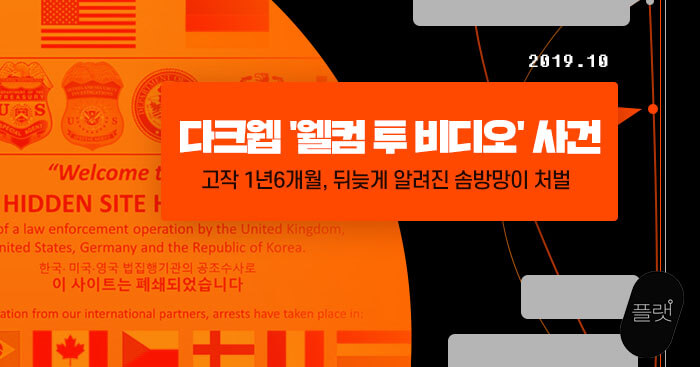 2019.10
다크웹 '웰컴 투 비디오' 사건
고작 1년6개월, 뒤늦게 알려진 솜방망이 처벌
U S
“Welcome t
HIDDEN SITE H
of a law enforcement operation by the United Kingdom,
nited States, Germany and the Republic of Korea.
한국· 미국·영국 법집행기관의 공조수사로
이 사이트는 폐쇄되었습니다
ation from our international partners, arrests have taken place in:
플랫